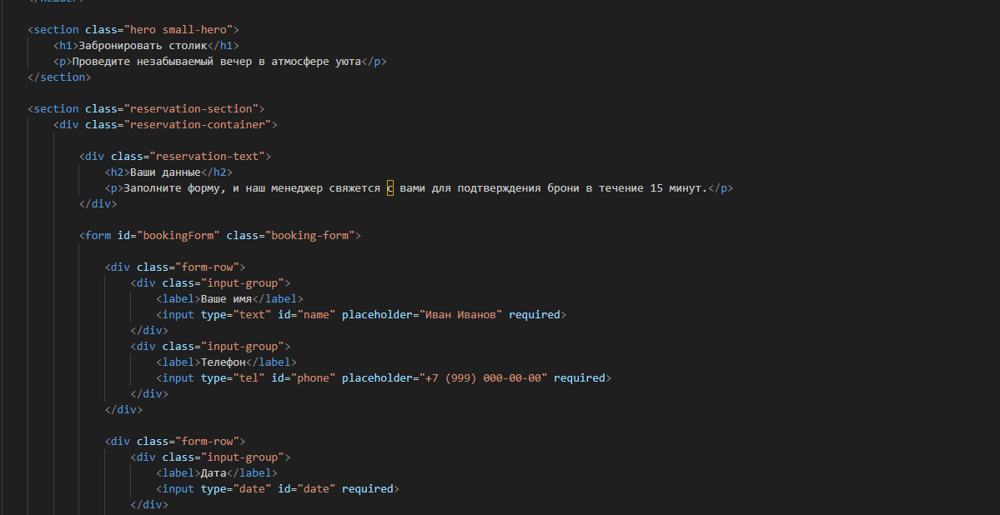 </header>
<section class="hero small-hero">
<h1>Забронировать столик</h1>
<p>Проведите незабываемый вечер в атмосфере уюта</p>
</section>
<section class="reservation-section">
<div class="reservation-container">
<div class="reservation-text">
<h2>Ваши данные</h2>
<p>Заполните форму, и наш менеджер свяжется с вами для подтверждения брони в течение 15 минут.</p>
</div>
<form id="bookingForm" class="booking-form">
<div class="form-row">
<div class="input-group">
<label>Ваше имя</label>
<input type="text" id="name" placeholder="Иван Иванов" required>
</div>
<div class="input-group">
<label>Телефон</label>
<input type="tel" id="phone" placeholder="+7 (999) 000-00-00" required>
</div>
</div>
<div class="form-row">
<div class="input-group">
<label>Дата</label>
<input type="date" id="date" required>
</div>